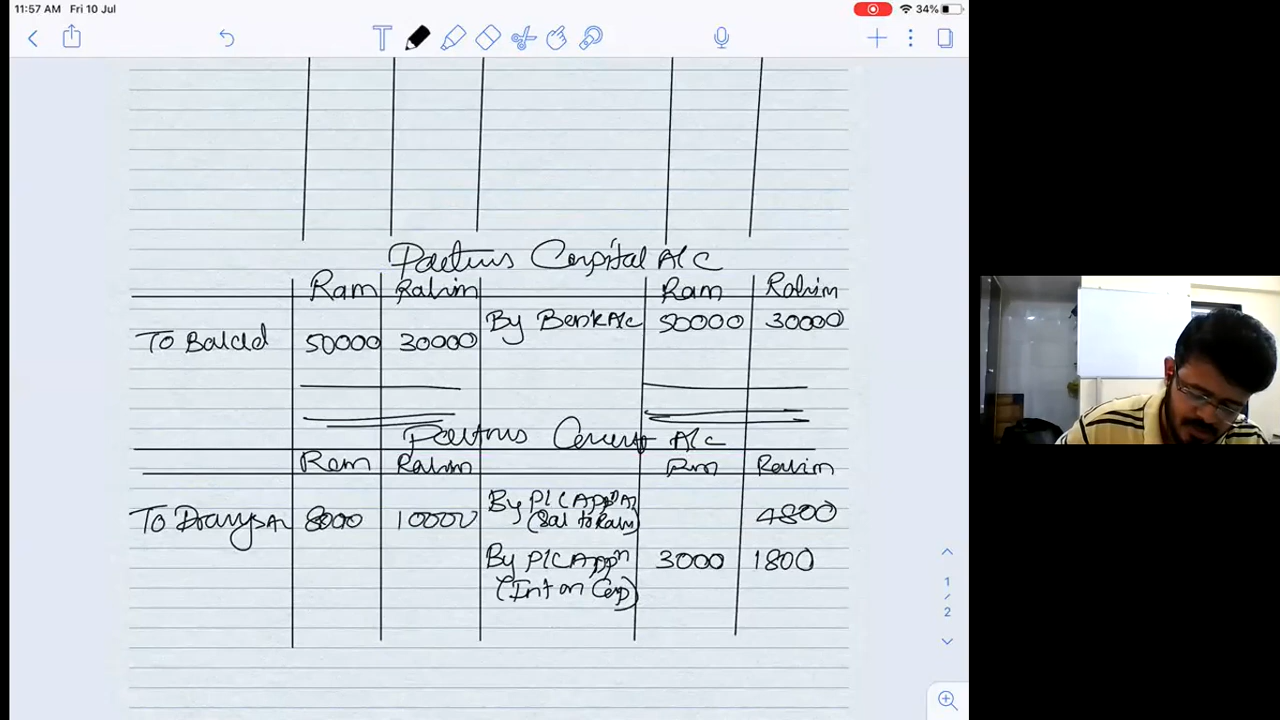 11:57 AM Fri 10 Jul
34%
T
Partners Capital A/c
Ram Rahim Ram Rahim
By Bank A/c 50000 30000
To Bal c/d 50000 30000
Partners Current A/c
Ram Rahim Ram Rahim
To Drawgs A/c 8000 10000 By P/L Appn A/c 4800
(Sal to Rahim)
By P/L Appn 3000 1800
(Int on Cap)
1
/
2